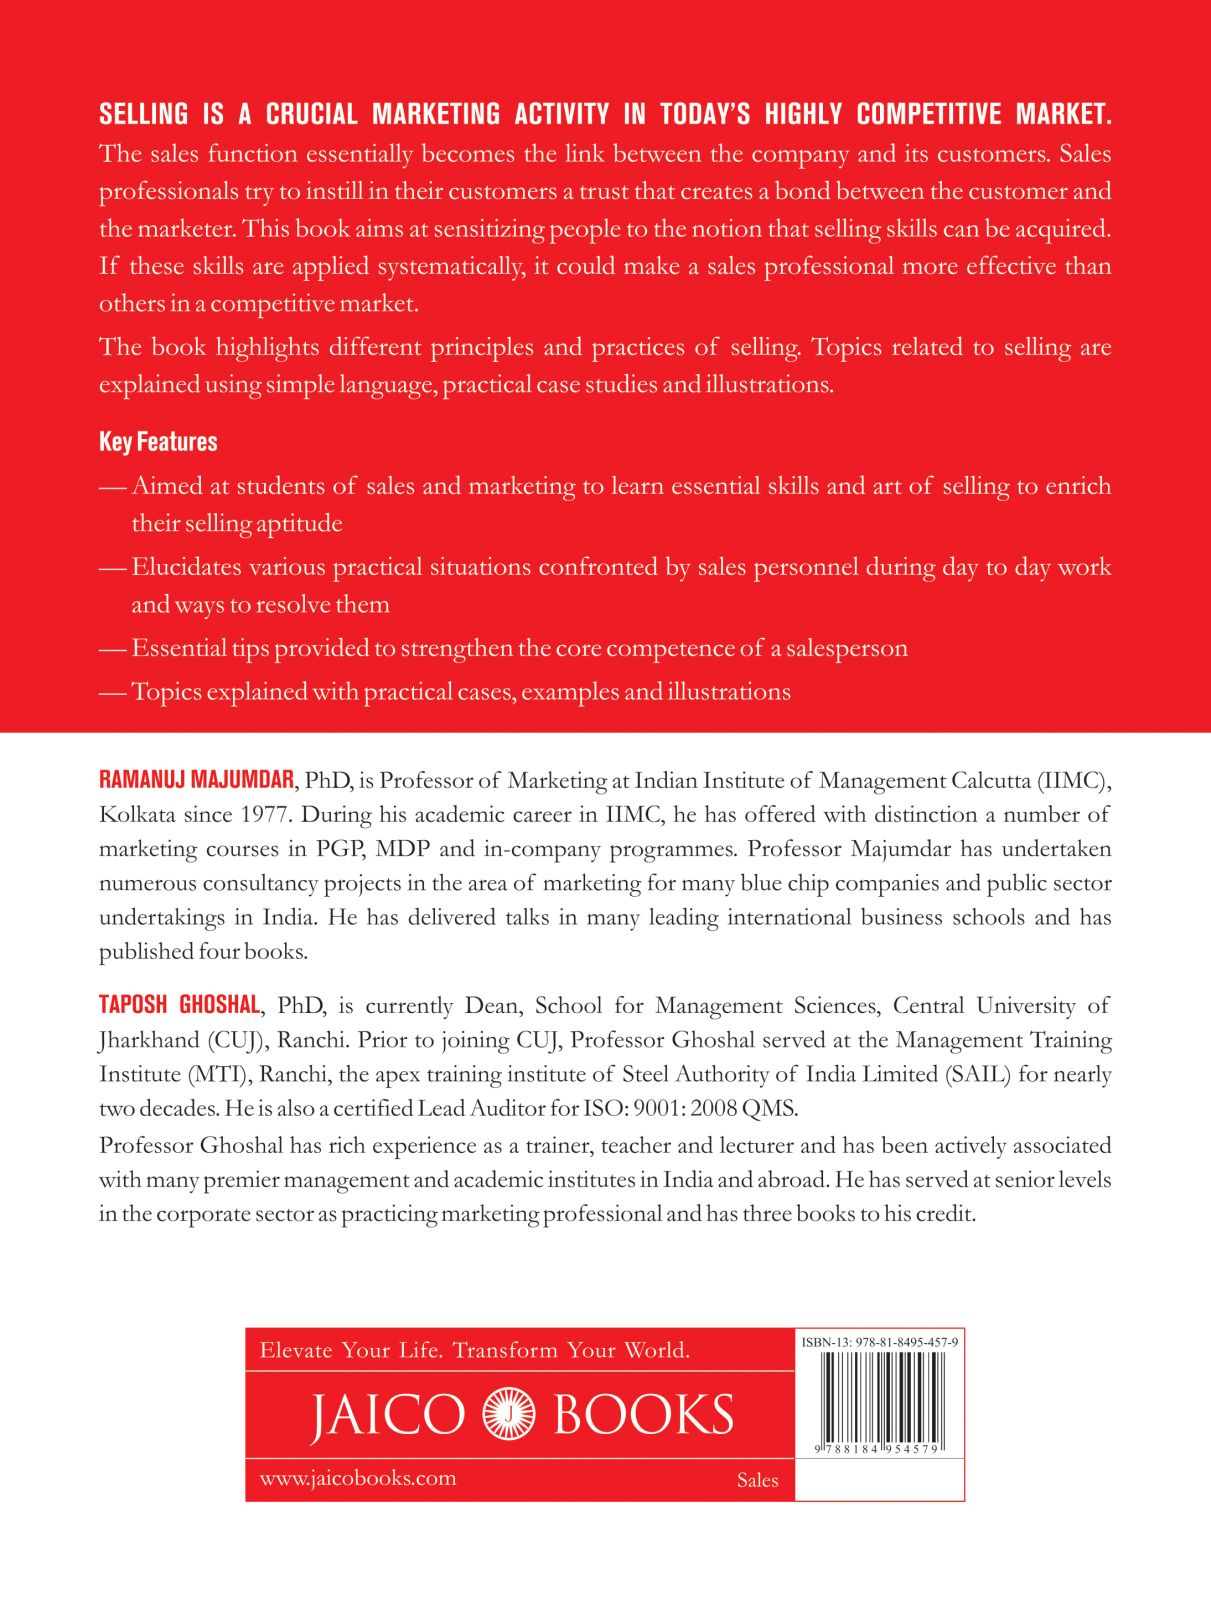 SELLING IS A CRUCIAL MARKETING ACTIVITY IN TODAY'S HIGHLY COMPETITIVE MARKET.
The sales function essentially becomes the link between the company and its customers. Sales
professionals try to instill in their customers a trust that creates a bond between the customer and
the marketer. This book aims at sensitizing people to the notion that selling skills can be acquired.
If these skills are applied systematically, it could make a sales professional more effective than
others in a competitive market.
The book highlights different principles and practices of selling. Topics related to selling are
explained using simple language, practical case studies and illustrations.
Key Features
— Aimed at students of sales and marketing to learn essential skills and art of selling to enrich
their selling aptitude
— Elucidates various practical situations confronted by sales personnel during day to day work
and ways to resolve them
— Essential tips provided to strengthen the core competence of a salesperson
— Topics explained with practical cases, examples and illustrations
RAMANUJ MAJUMDAR, PhD, is Professor of Marketing at Indian Institute of Management Calcutta (IIMC),
Kolkata since 1977. During his academic career in IIMC, he has offered with distinction a number of
marketing courses in PGP, MDP and in-company programmes. Professor Majumdar has undertaken
numerous consultancy projects in the area of marketing for many blue chip companies and public sector
undertakings in India. He has delivered talks in many leading international business schools and has
published four books.
TAPOSH GHOSHAL, PhD, is currently Dean, School for Management Sciences, Central University of
Jharkhand (CUJ), Ranchi. Prior to joining CUJ, Professor Ghoshal served at the Management Training
Institute (MTI), Ranchi, the apex training institute of Steel Authority of India Limited (SAIL) for nearly
two decades. He is also a certified Lead Auditor for ISO: 9001: 2008 QMS.
Professor Ghoshal has rich experience as a trainer, teacher and lecturer and has been actively associated
with many premier management and academic institutes in India and abroad. He has served at senior levels
in the corporate sector as practicing marketing professional and has three books to his credit.
Elevate Your Life. Transform Your World.
JAICO J BOOKS
www.jaicobooks.com
Sales
ISBN-13: 978-81-8495-457-9
9 788184 954579